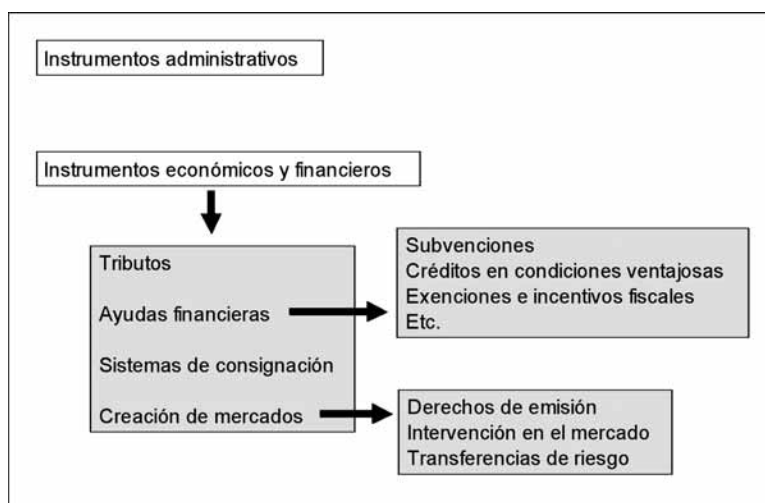 Instrumentos administrativos
Instrumentos económicos y financieros
Tributos
Ayudas financieras
Sistemas de consignación
Creación de mercados
Subvenciones
Créditos en condiciones ventajosas
Exenciones e incentivos fiscales
Etc.
Derechos de emisión
Intervención en el mercado
Transferencias de riesgo